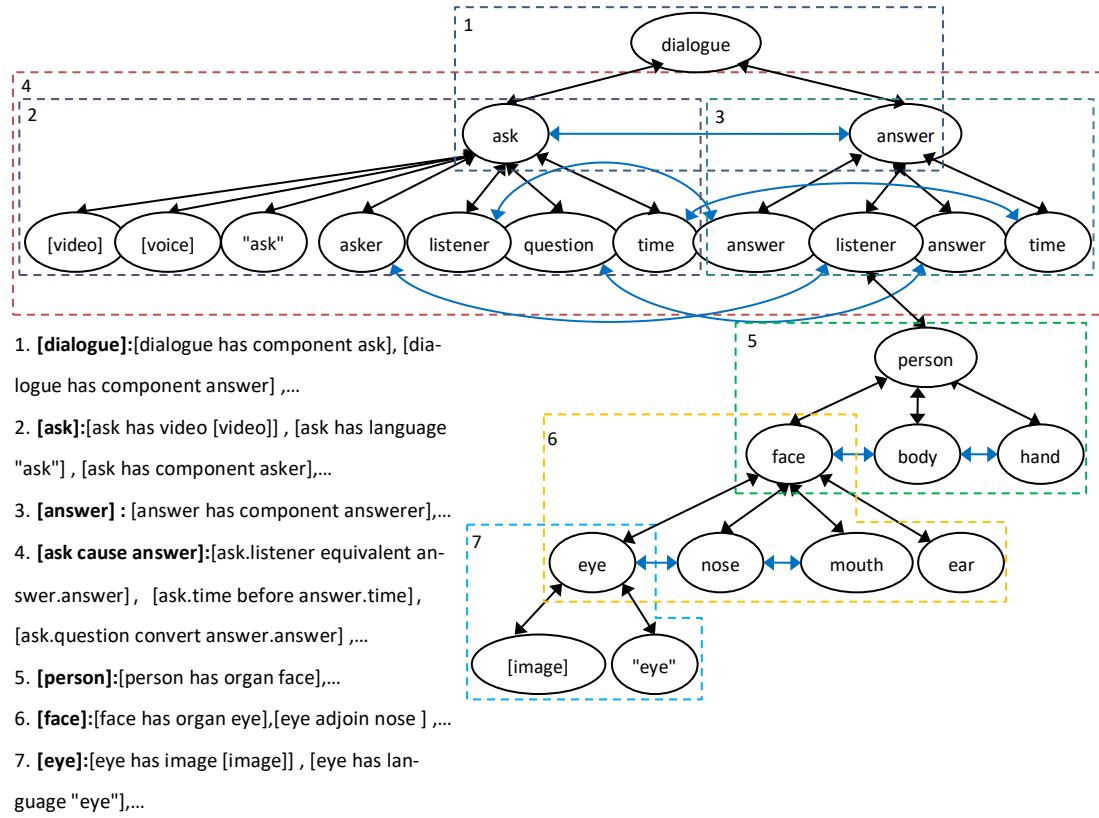 1
dialogue
4
2
3
ask
answer
[video]
[voice]
"ask"
asker
listener
question
time
answer
listener
answer
time
5
person
6
face
body
hand
7
eye
nose
mouth
ear
[image]
"eye"
1. [dialogue]:[dialogue has component ask], [dia-
logue has component answer] ,...
2. [ask]:[ask has video [video]] , [ask has language
"ask"] , [ask has component asker],...
3. [answer] : [answer has component answerer],...
4. [ask cause answer]:[ask.listener equivalent an-
swer.answer] , [ask.time before answer.time] ,
[ask.question convert answer.answer] ,...
5. [person]:[person has organ face],...
6. [face]:[face has organ eye],[eye adjoin nose ] ,...
7. [eye]:[eye has image [image]] , [eye has lan-
guage "eye"],...